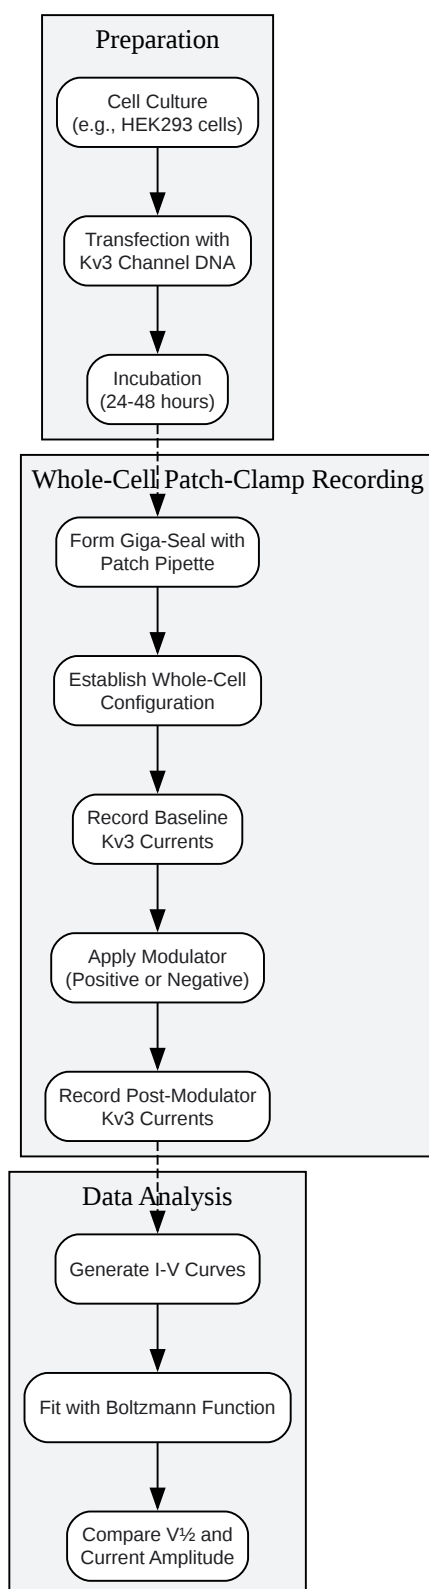 Preparation
Cell Culture
(e.g., HEK293 cells)
Transfection with
Kv3 Channel DNA
Incubation
(24-48 hours)
Whole-Cell Patch-Clamp Recording
Form Giga-Seal with
Patch Pipette
Establish Whole-Cell
Configuration
Record Baseline
Kv3 Currents
Apply Modulator
(Positive or Negative)
Record Post-Modulator
Kv3 Currents
Data Analysis
Generate I-V Curves
Fit with Boltzmann Function
Compare V½ and
Current Amplitude